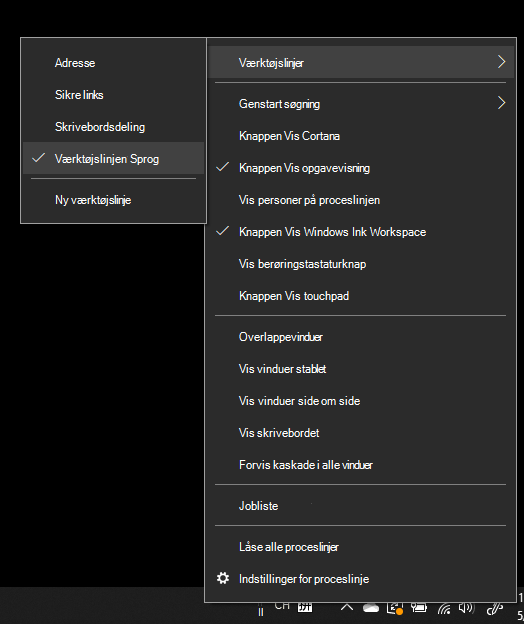 Adresse
Sikre links
Skrivebordsdeling
Værktøjslinjen Sprog
Ny værktøjslinje
Værktøjslinjer
Genstart søgning
Knappen Vis Cortana
Knappen Vis opgavevisning
Vis personer på proceslinjen
Knappen Vis Windows Ink Workspace
Vis berøringstastaturknap
Knappen Vis touchpad
Overlappevinduer
Vis vinduer stablet
Vis vinduer side om side
Vis skrivebordet
Forvis kaskade i alle vinduer
Jobliste
Låse alle proceslinjer
Indstillinger for proceslinje
CH 拼